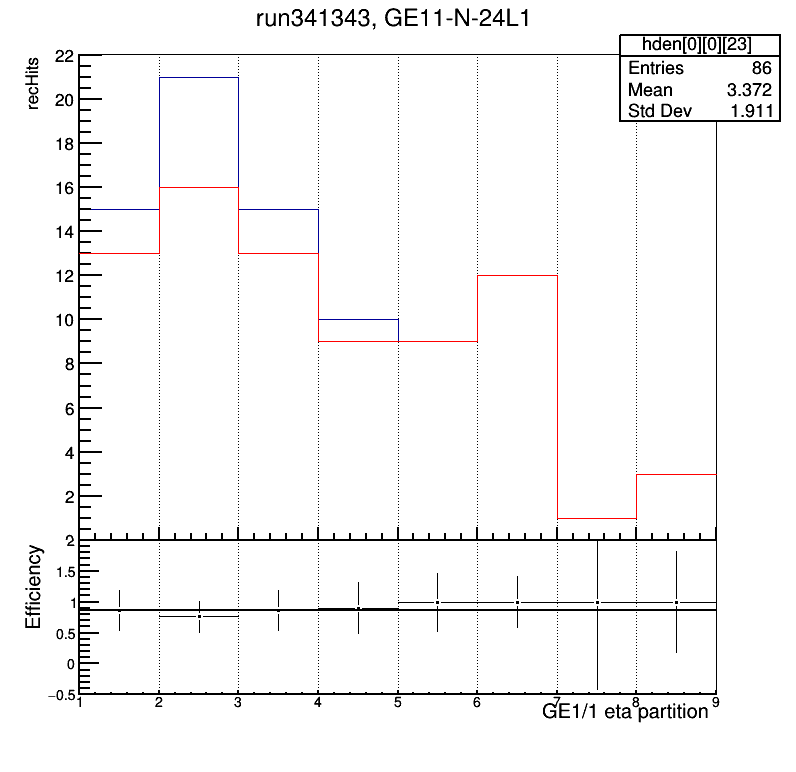 run341343, GE11-N-24L1
hden[0][0][23]
Entries 86
Mean 3.372
Std Dev 1.911
recHits
22
20
18
16
14
12
10
8
6
4
2
Efficiency
2
1.5
1
0.5
0
−0.5
1 2 3 4 5 6 7 8 9
GE1/1 eta partition